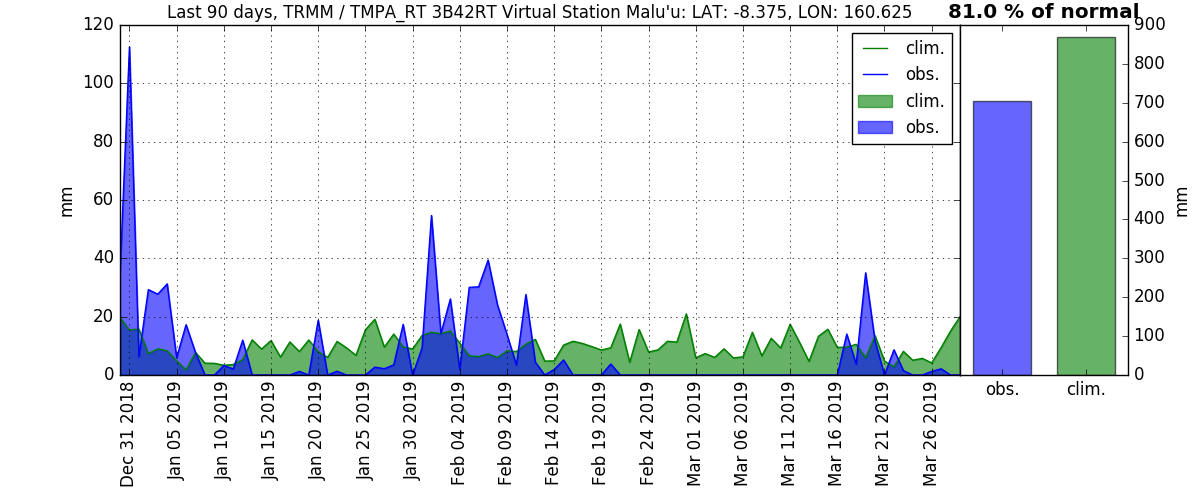 Last 90 days, TRMM / TMPA_RT 3B42RT Virtual Station Malu'u: LAT: -8.375, LON: 160.625
81.0 % of normal
mm
120
100
80
60
40
20
0
clim.
obs.
clim.
obs.
900
800
700
600
500
400
300
200
100
0
mm
obs.
clim.
Dec 31 2018
Jan 05 2019
Jan 10 2019
Jan 15 2019
Jan 20 2019
Jan 25 2019
Jan 30 2019
Feb 04 2019
Feb 09 2019
Feb 14 2019
Feb 19 2019
Feb 24 2019
Mar 01 2019
Mar 06 2019
Mar 11 2019
Mar 16 2019
Mar 21 2019
Mar 26 2019